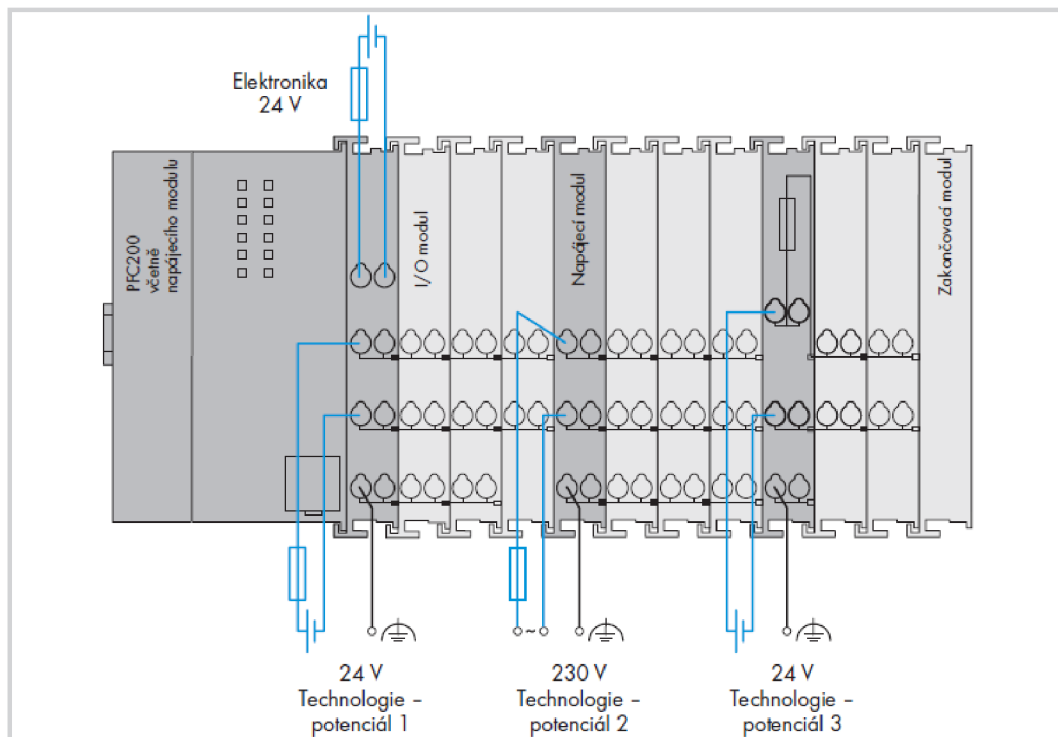 Elektronika
24 V
PFC200
včetně
napájecího modulu
I/O modul
Napájecí modul
Zakončovací modul
~
24 V
Technologie –
potenciál 1
230 V
Technologie –
potenciál 2
24 V
Technologie –
potenciál 3